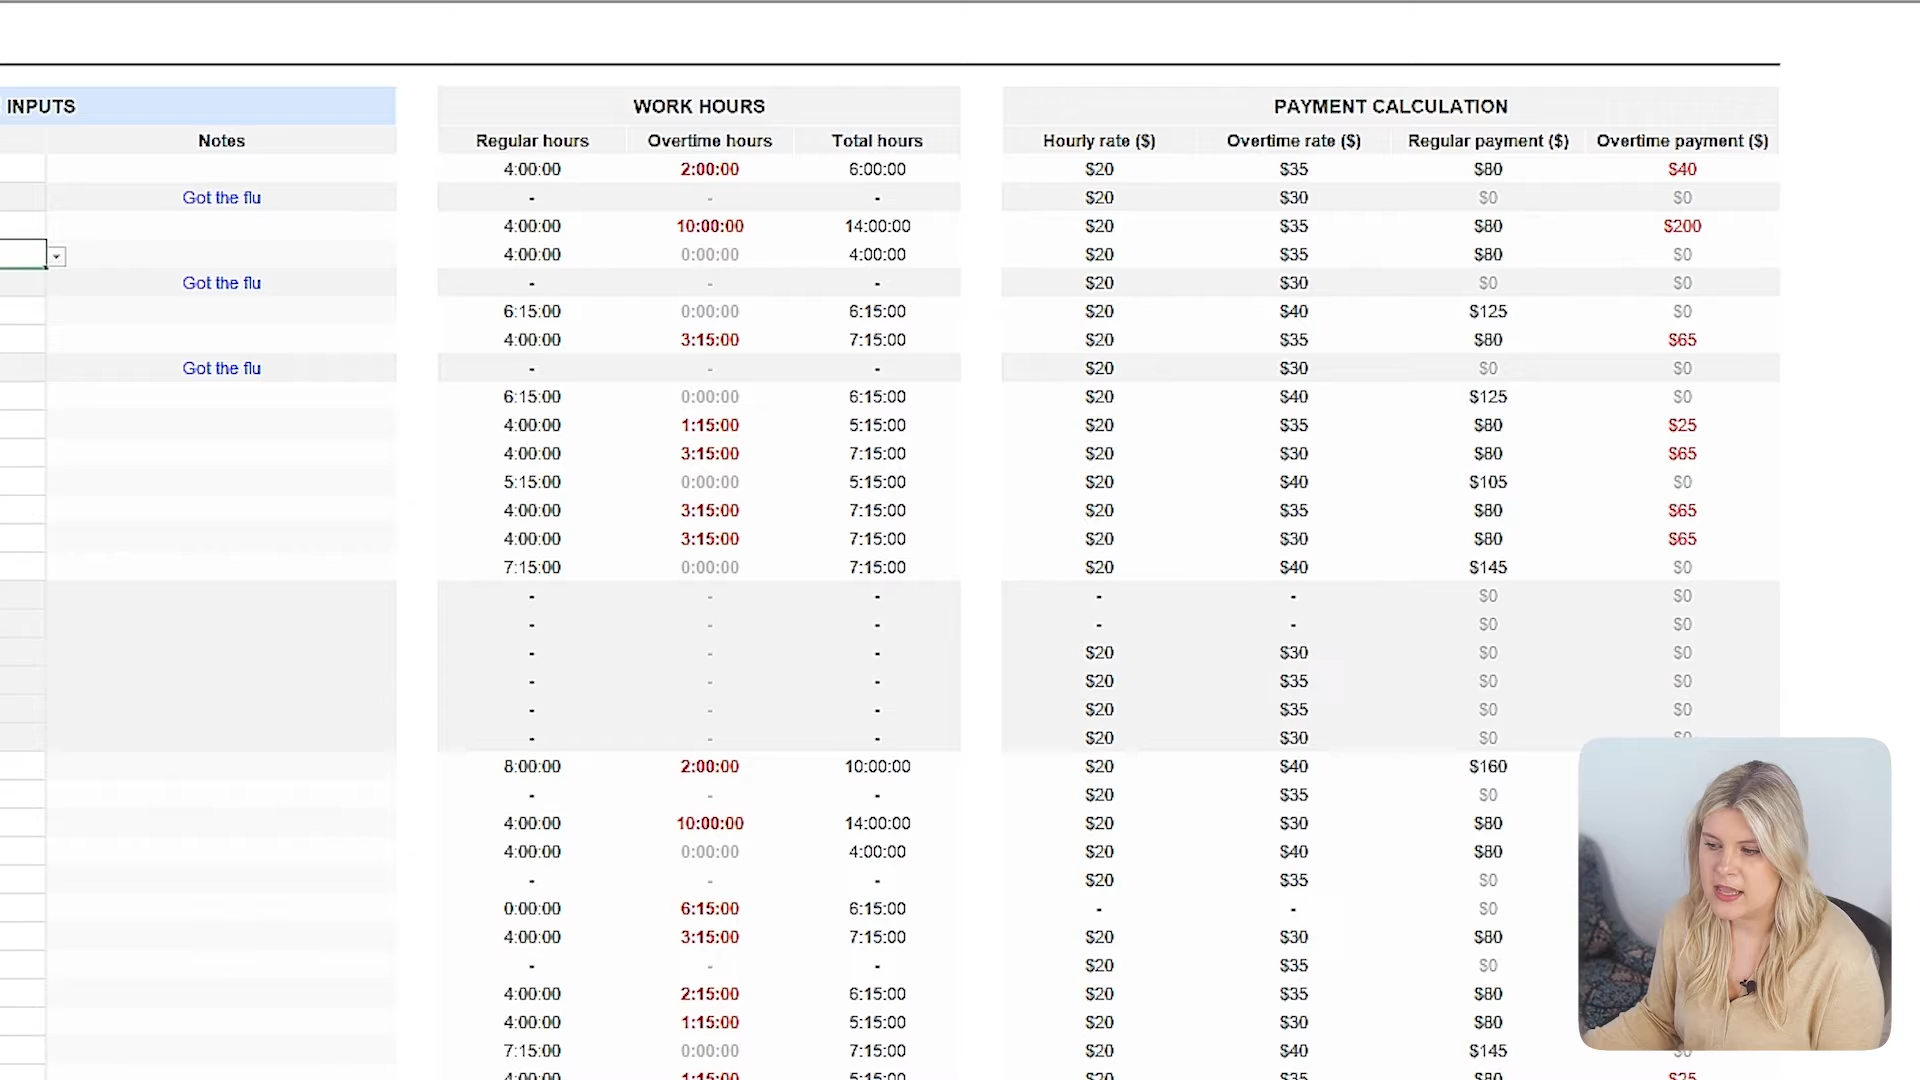 INPUTS WORK HOURS PAYMENT CALCULATION
Notes Regular hours Overtime hours Total hours Hourly rate ($) Overtime rate ($) Regular payment ($) Overtime payment ($)
4:00:00 2:00:00 6:00:00 $20 $35 $80 $40
Got the flu - - - $20 $30 $0 $0
4:00:00 10:00:00 14:00:00 $20 $35 $80 $200
4:00:00 0:00:00 4:00:00 $20 $35 $80 $0
Got the flu - - - $20 $30 $0 $0
6:15:00 0:00:00 6:15:00 $20 $40 $125 $0
4:00:00 3:15:00 7:15:00 $20 $35 $80 $65
Got the flu - - - $20 $30 $0 $0
6:15:00 0:00:00 6:15:00 $20 $40 $125 $0
4:00:00 1:15:00 5:15:00 $20 $35 $80 $25
4:00:00 3:15:00 7:15:00 $20 $30 $80 $65
5:15:00 0:00:00 5:15:00 $20 $40 $105 $0
4:00:00 3:15:00 7:15:00 $20 $35 $80 $65
4:00:00 3:15:00 7:15:00 $20 $30 $80 $65
7:15:00 0:00:00 7:15:00 $20 $40 $145 $0
- - - - - $0 $0
- - - - - $0 $0
- - - $20 $30 $0 $0
- - - $20 $35 $0 $0
- - - $20 $35 $0 $0
- - - $20 $30 $0 $0
8:00:00 2:00:00 10:00:00 $20 $40 $160
- - - $20 $35 $0
4:00:00 10:00:00 14:00:00 $20 $30 $80
4:00:00 0:00:00 4:00:00 $20 $40 $80
- - - $20 $35 $0
0:00:00 6:15:00 6:15:00 - - $0
4:00:00 3:15:00 7:15:00 $20 $30 $80
- - - $20 $35 $0
4:00:00 2:15:00 6:15:00 $20 $35 $80
4:00:00 1:15:00 5:15:00 $20 $30 $80
7:15:00 0:00:00 7:15:00 $20 $40 $145 $0
4:00:00 1:15:00 5:15:00 $20 $35 $80 $25